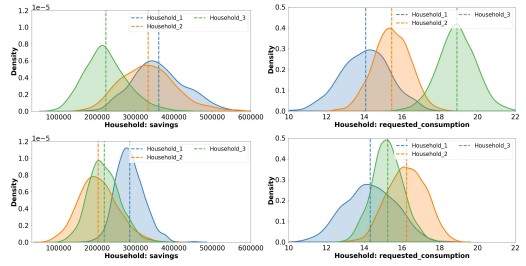 1e−5
1.2
1.0
0.8
0.6
0.4
0.2
0.0
Density
100000 200000 300000 400000 500000 600000
Household: savings
Household_1 Household_3
Household_2
0.5
0.4
0.3
0.2
0.1
0.0
Density
10 12 14 16 18 20 22
Household: requested_consumption
Household_1 Household_3
Household_2
1e−5
1.2
1.0
0.8
0.6
0.4
0.2
0.0
Density
100000 200000 300000 400000 500000 600000
Household: savings
Household_1 Household_3
Household_2
0.5
0.4
0.3
0.2
0.1
0.0
Density
10 12 14 16 18 20 22
Household: requested_consumption
Household_1 Household_3
Household_2